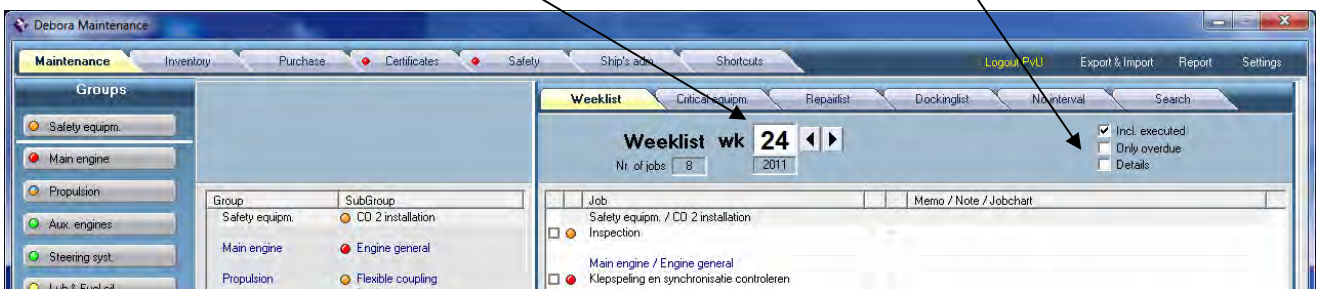 Debora Maintenance
Maintenance Inventory Purchase Certificates Safety Ship's adm. Shortcuts Logout PvU Export & Import Report Settings
Groups
Safety equipm.
Main engine
Propulsion
Aux. engines
Steering syst.
Lub & Fuel oil
Group SubGroup
Safety equipm. CO 2 installation
Main engine Engine general
Propulsion Flexible coupling
Weeklist Critical equipm. Repairlist Dockinglist No interval Search
Weeklist wk 24
Nr. of jobs 8 2011
Incl. executed
Only overdue
Details
Job Memo / Note / Jobchart
Safety equipm. / CO 2 installation
Inspection
Main engine / Engine general
Klepspeling en synchronisatie controleren